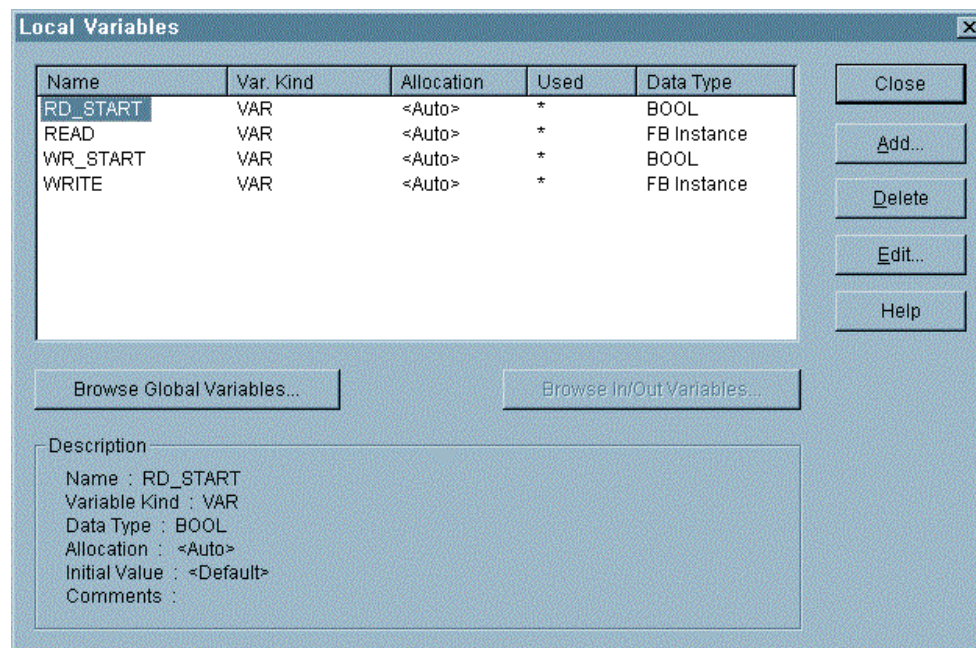 Local Variables
Name Var. Kind Allocation Used Data Type
RD_START VAR <Auto> * BOOL
READ VAR <Auto> * FB Instance
WR_START VAR <Auto> * BOOL
WRITE VAR <Auto> * FB Instance
Close
Add...
Delete
Edit...
Help
Browse Global Variables... Browse In/Out Variables...
Description
Name : RD_START
Variable Kind : VAR
Data Type : BOOL
Allocation : <Auto>
Initial Value : <Default>
Comments :